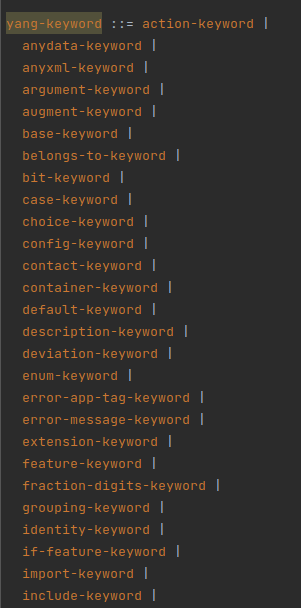 yang-keyword ::= action-keyword |
anydata-keyword |
anyxml-keyword |
argument-keyword |
augment-keyword |
base-keyword |
belongs-to-keyword |
bit-keyword |
case-keyword |
choice-keyword |
config-keyword |
contact-keyword |
container-keyword |
default-keyword |
description-keyword |
deviation-keyword |
enum-keyword |
error-app-tag-keyword |
error-message-keyword |
extension-keyword |
feature-keyword |
fraction-digits-keyword |
grouping-keyword |
identity-keyword |
if-feature-keyword |
import-keyword |
include-keyword |